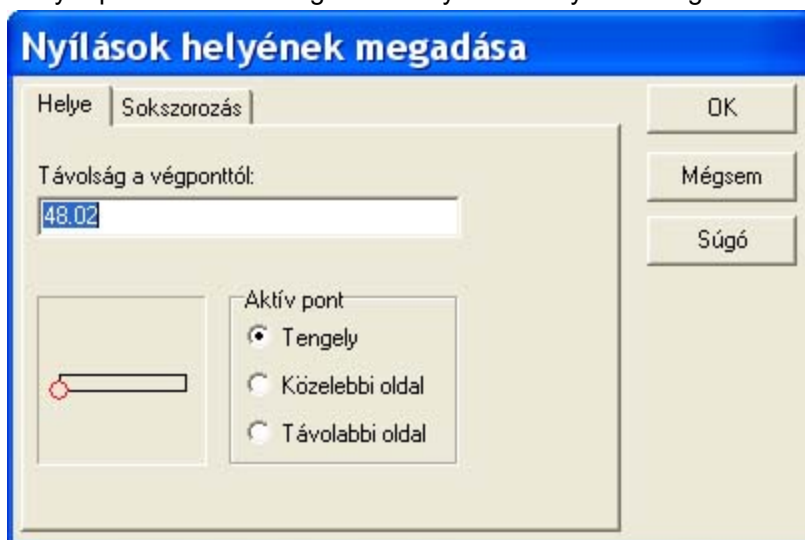 Nyílások helyének megadása
Helye
Sokszorozás
OK
Távolság a végponttól:
Mégsem
48.02
Súgó
Aktív pont
Tengely
Közelebbi oldal
Távolabbi oldal